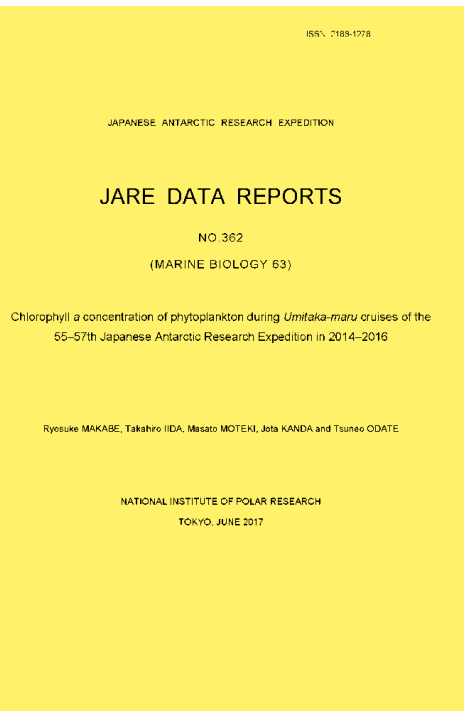 ISSN 2189-1278
JAPANESE ANTARCTIC RESEARCH EXPEDITION
JARE DATA REPORTS
NO.362
(MARINE BIOLOGY 63)
Chlorophyll a concentration of phytoplankton during Umitaka-maru cruises of the
55–57th Japanese Antarctic Research Expedition in 2014–2016
Ryosuke MAKABE, Takahiro IIDA, Masato MOTEKI, Jota KANDA and Tsuneo ODATE
NATIONAL INSTITUTE OF POLAR RESEARCH
TOKYO, JUNE 2017